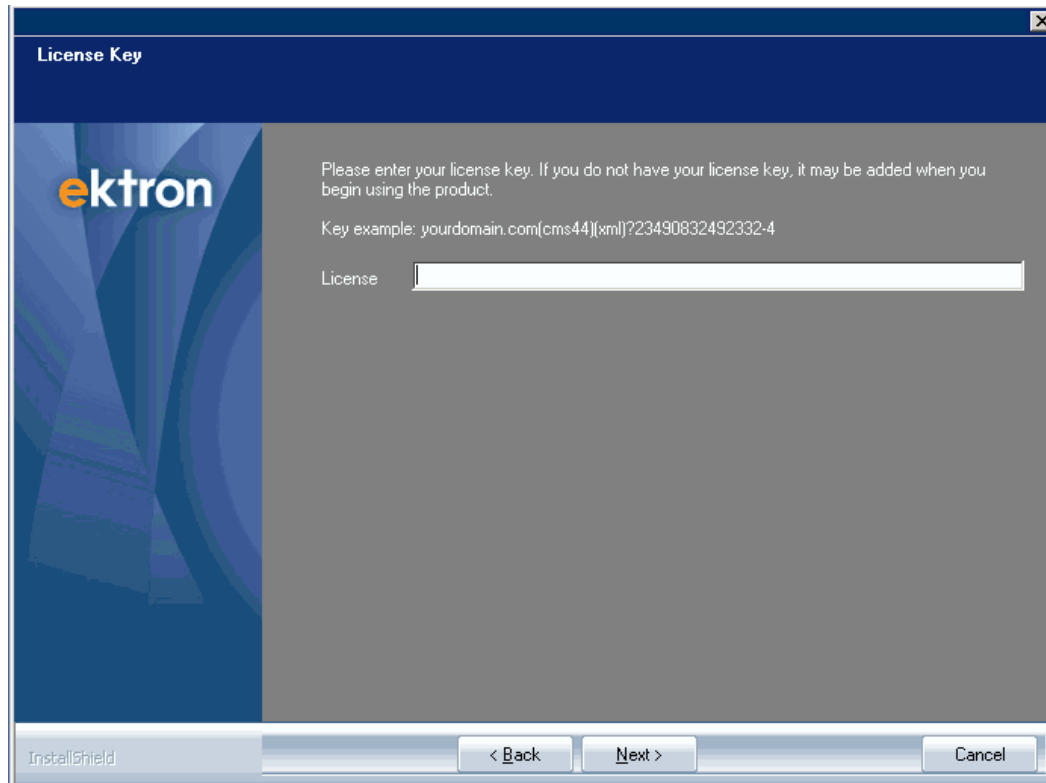 License Key
ektron
Please enter your license key. If you do not have your license key, it may be added when you
begin using the product.
Key example: yourdomain.com(cms44)(xml)?23490832492332-4
License
InstallShield
< Back
Next >
Cancel